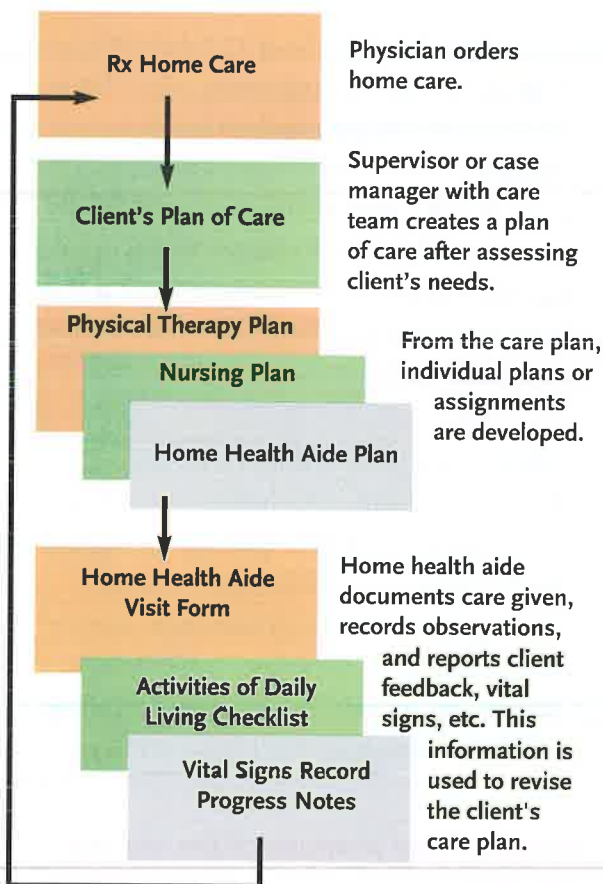 Rx Home Care
Physician orders
home care.
Client's Plan of Care
Supervisor or case
manager with care
team creates a plan
of care after assessing
client's needs.
Physical Therapy Plan
Nursing Plan
Home Health Aide Plan
From the care plan,
individual plans or
assignments
are developed.
Home Health Aide
Visit Form
Activities of Daily
Living Checklist
Vital Signs Record
Progress Notes
Home health aide
documents care given,
records observations,
and reports client
feedback, vital
signs, etc. This
information is
used to revise
the client's
care plan.